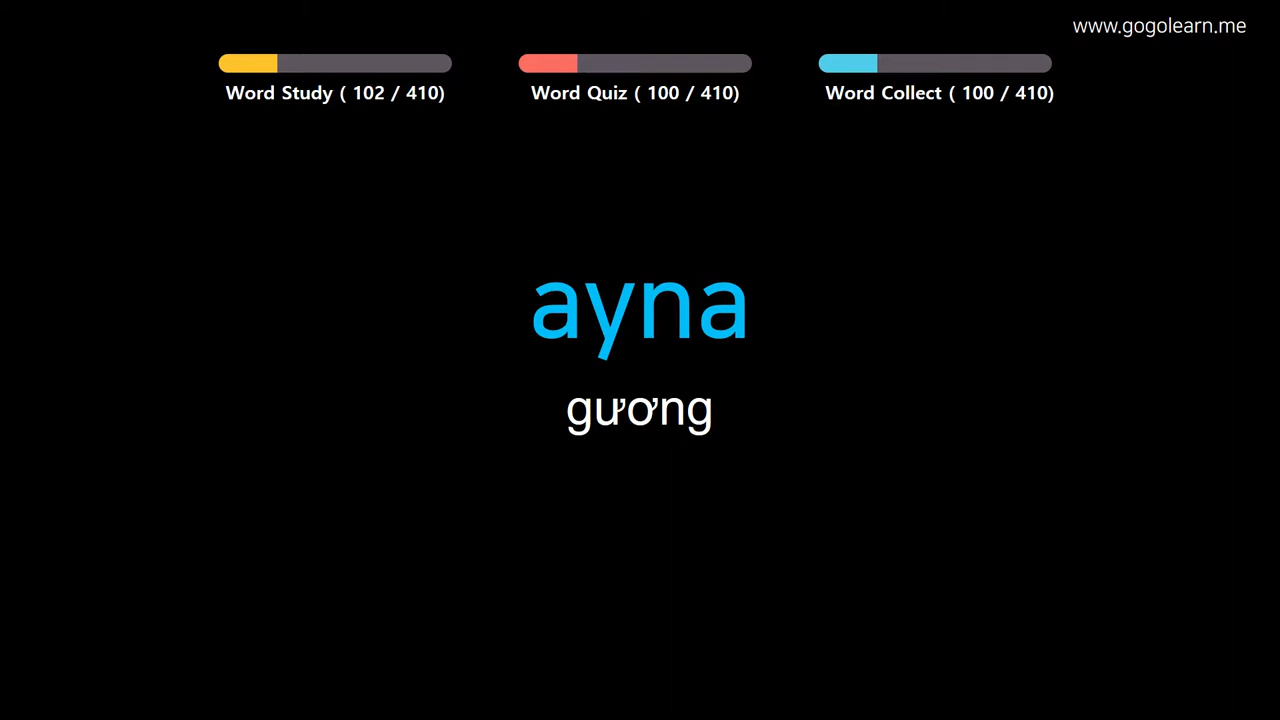 www.gogolearn.me
Word Study ( 102 / 410)
Word Quiz ( 100 / 410)
Word Collect ( 100 / 410)
ayna
gương